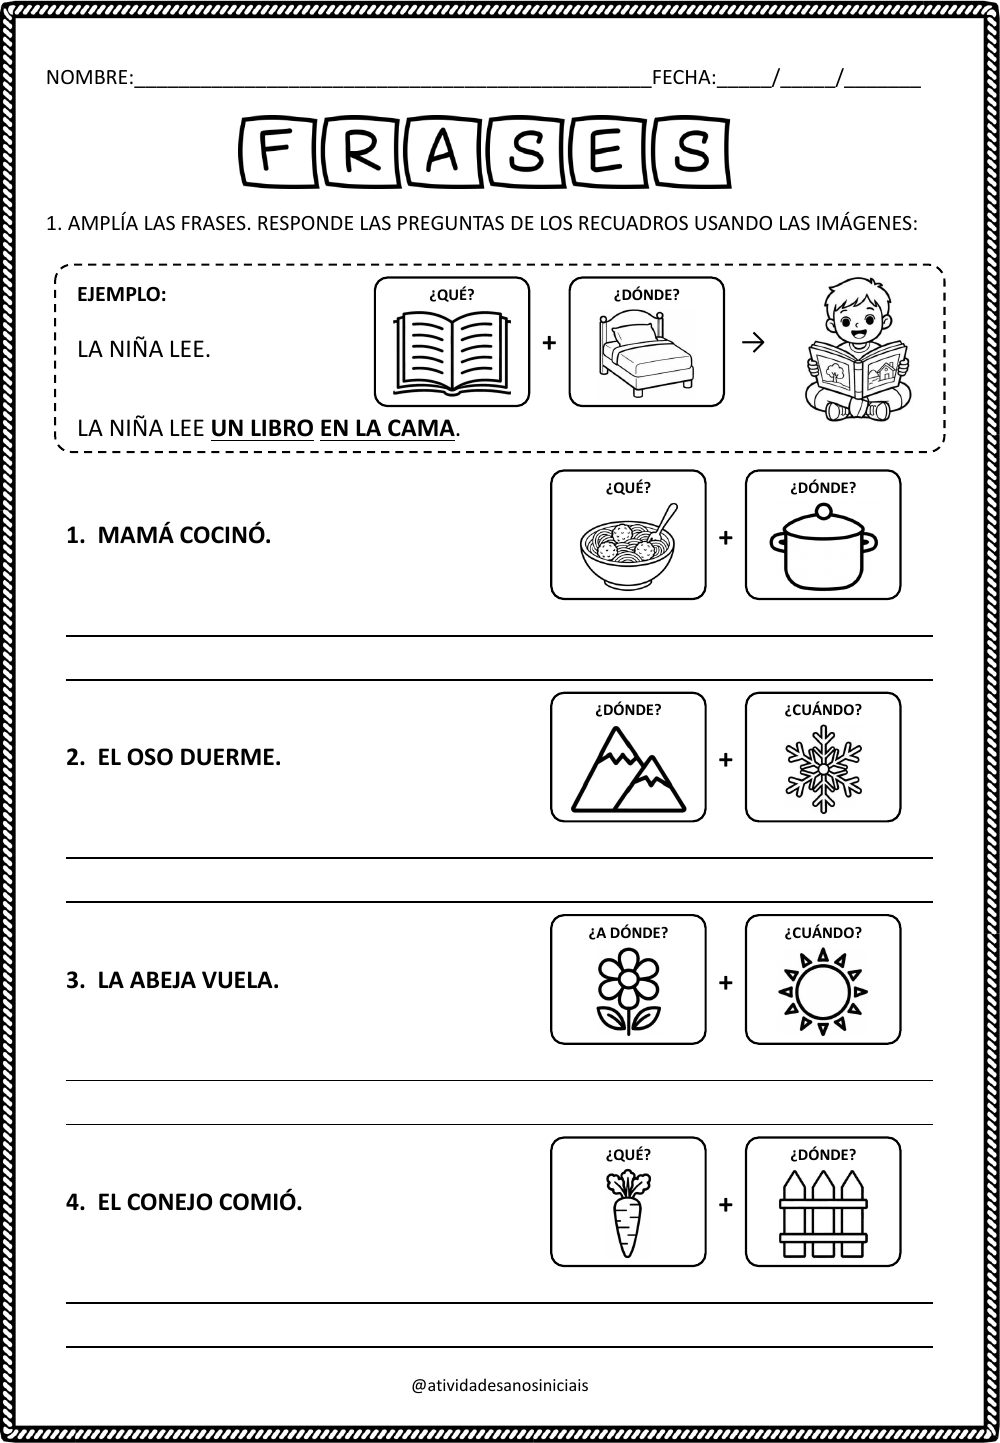 NOMBRE:_______________________________________________FECHA:_____/_____/_______
FRASES
1. AMPLÍA LAS FRASES. RESPONDE LAS PREGUNTAS DE LOS RECUADROS USANDO LAS IMÁGENES:
EJEMPLO:
¿QUÉ?
¿DÓNDE?
LA NIÑA LEE.
+
→
LA NIÑA LEE UN LIBRO EN LA CAMA.
¿QUÉ?
¿DÓNDE?
1. MAMÁ COCINÓ.
+
¿DÓNDE?
¿CUÁNDO?
2. EL OSO DUERME.
+
¿A DÓNDE?
¿CUÁNDO?
3. LA ABEJA VUELA.
+
¿QUÉ?
¿DÓNDE?
4. EL CONEJO COMIÓ.
+
@atividadesanosiniciais